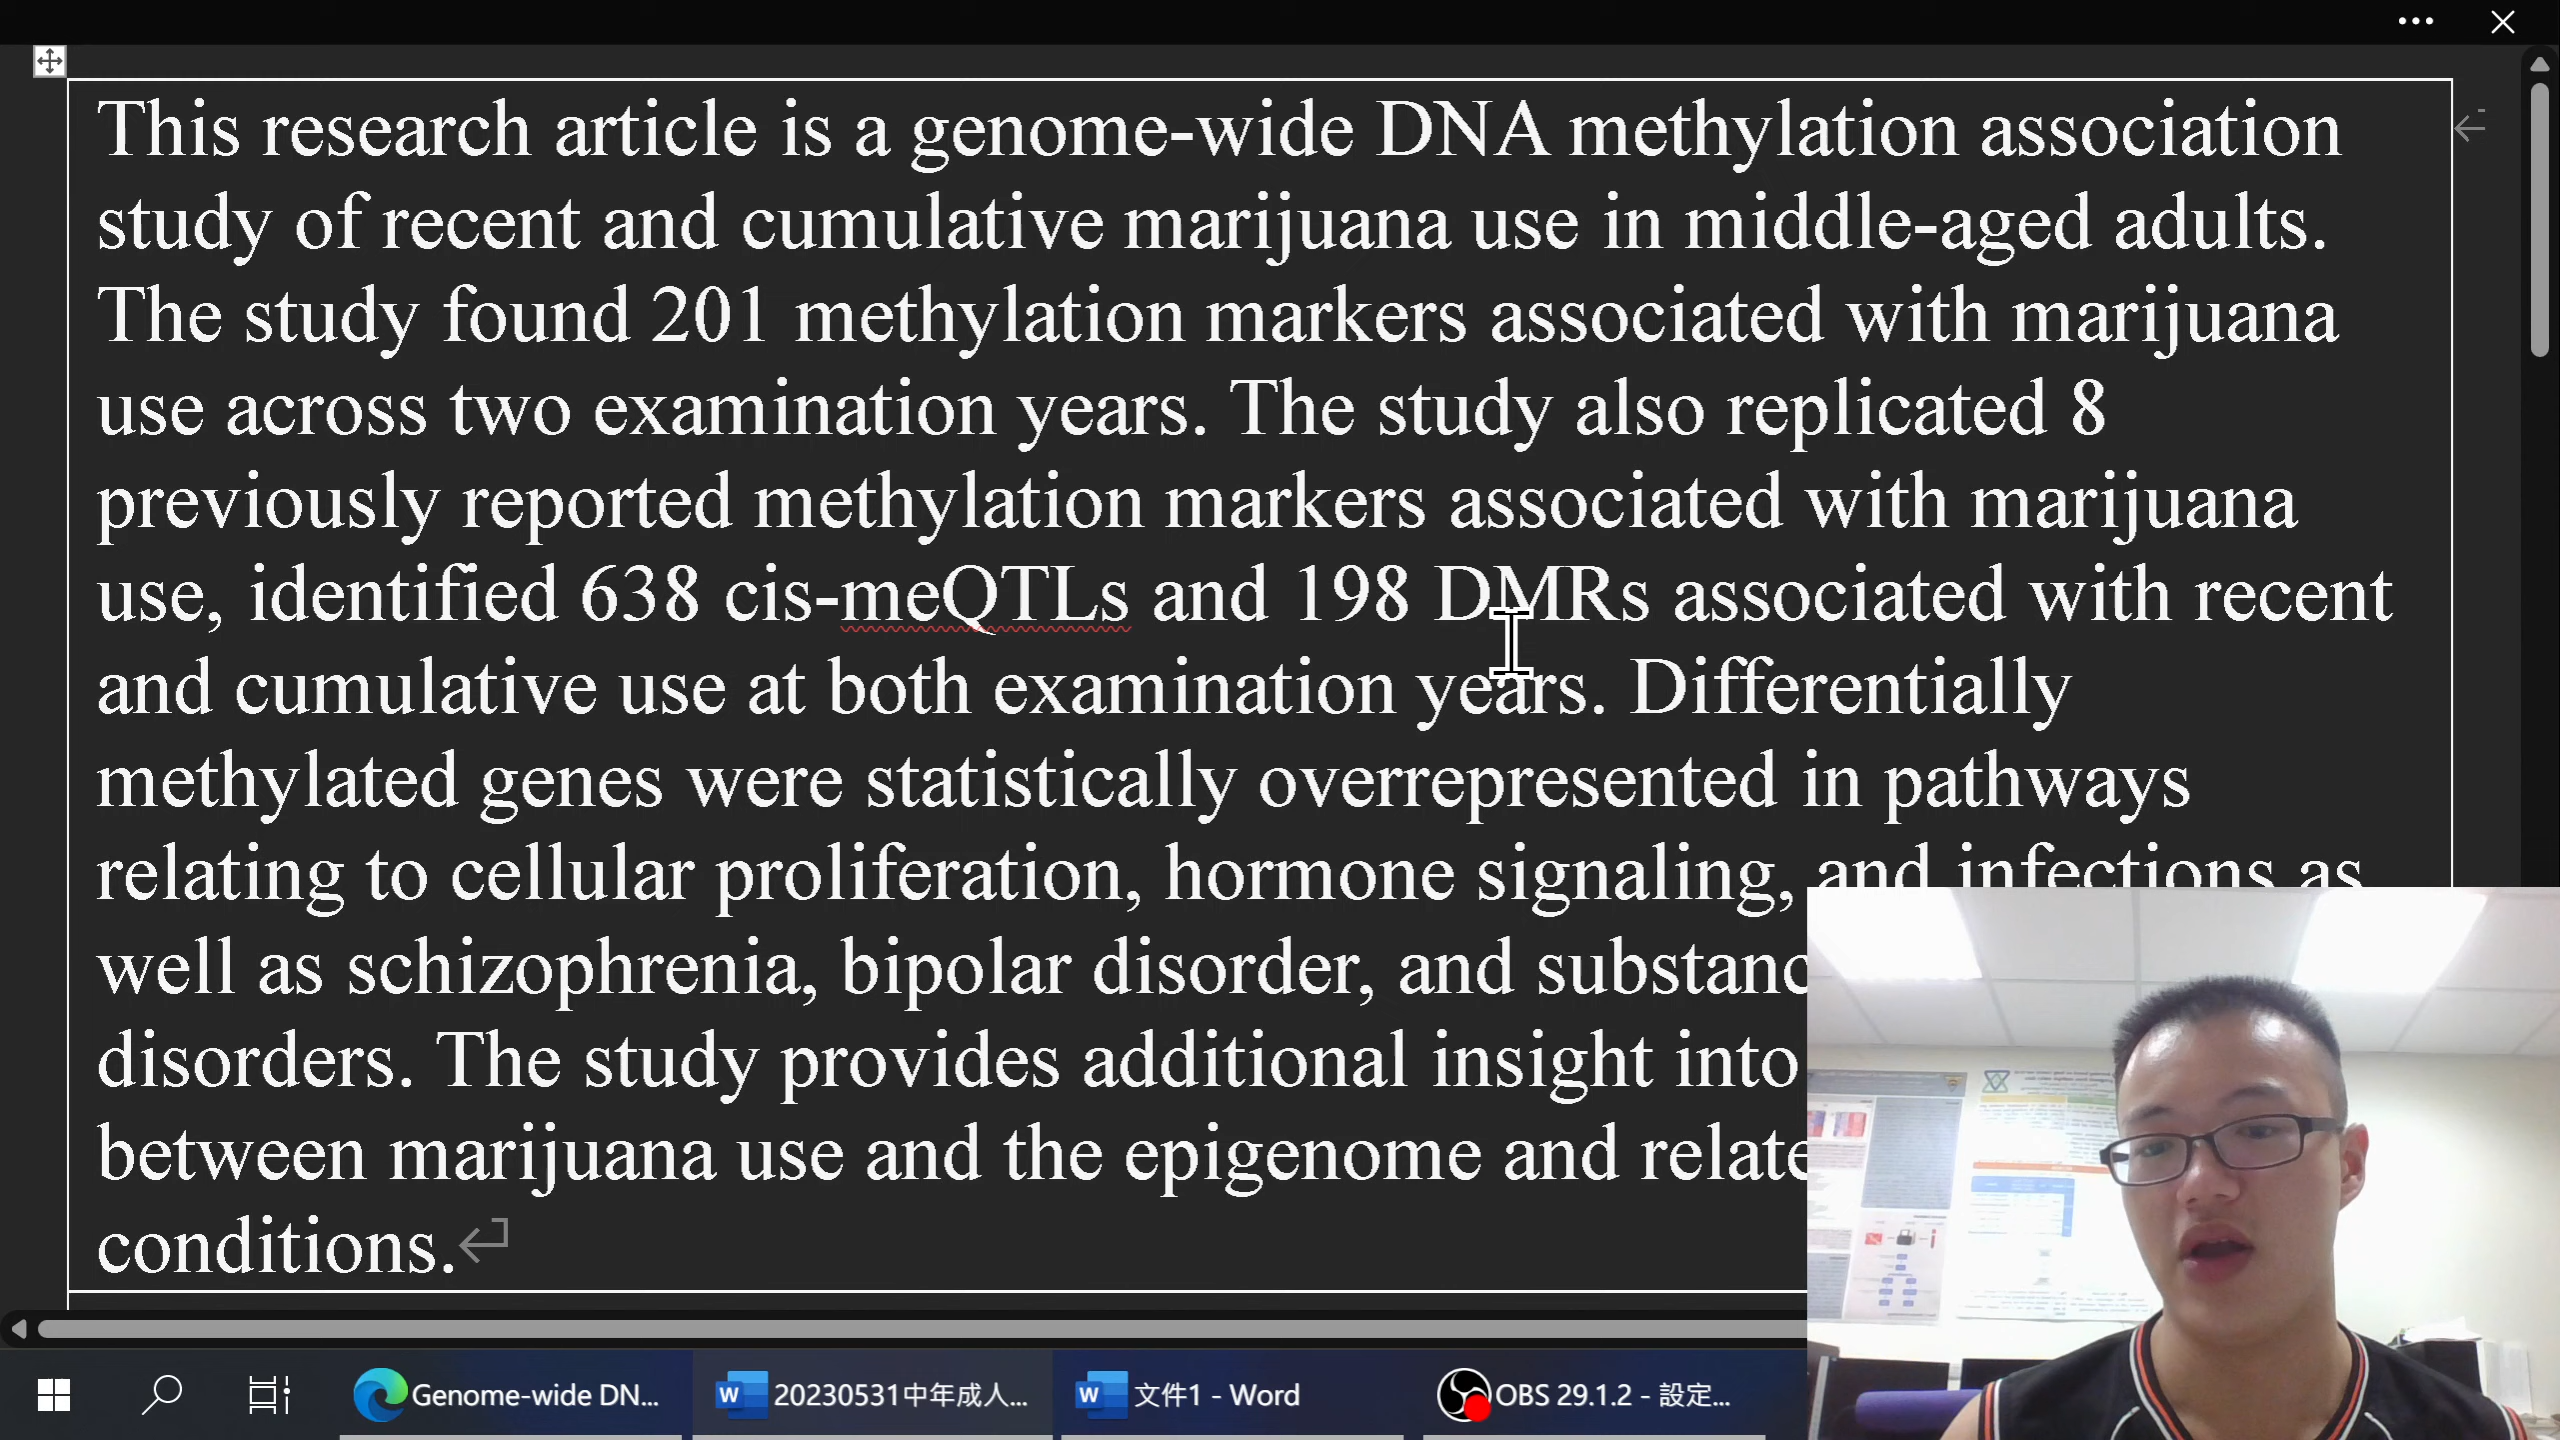 This research article is a genome-wide DNA methylation association
study of recent and cumulative marijuana use in middle-aged adults.
The study found 201 methylation markers associated with marijuana
use across two examination years. The study also replicated 8
previously reported methylation markers associated with marijuana
use, identified 638 cis-meQTLs and 198 DMRs associated with recent
and cumulative use at both examination years. Differentially
methylated genes were statistically overrepresented in pathways
relating to cellular proliferation, hormone signaling, and infections as
well as schizophrenia, bipolar disorder, and substanc
disorders. The study provides additional insight into
between marijuana use and the epigenome and relate
conditions.
Genome-wide DN...
20230531中年成人...
文件1 - Word
OBS 29.1.2 - 設定...